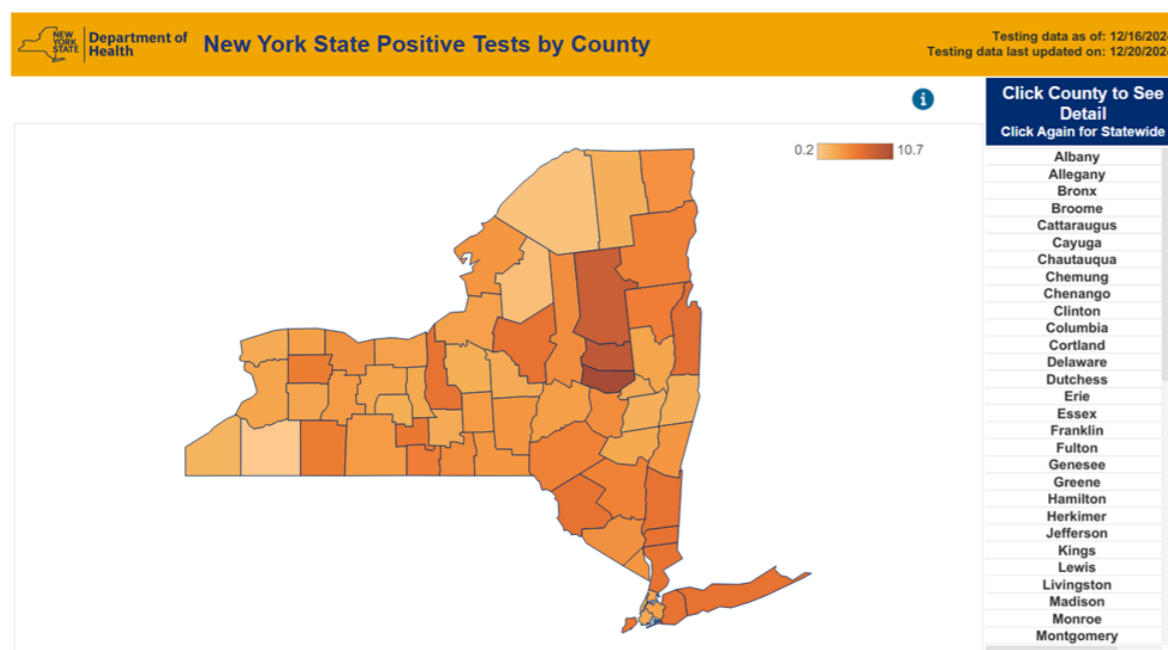 NEW
YORK
STATE
Department of
Health
New York State Positive Tests by County
Testing data as of: 12/16/202
Testing data last updated on: 12/20/202
i
Click County to See
Detail
Click Again for Statewide
0.2
10.7
Albany
Allegany
Bronx
Broome
Cattaraugus
Cayuga
Chautauqua
Chemung
Chenango
Clinton
Columbia
Cortland
Delaware
Dutchess
Erie
Essex
Franklin
Fulton
Genesee
Greene
Hamilton
Herkimer
Jefferson
Kings
Lewis
Livingston
Madison
Monroe
Montgomery